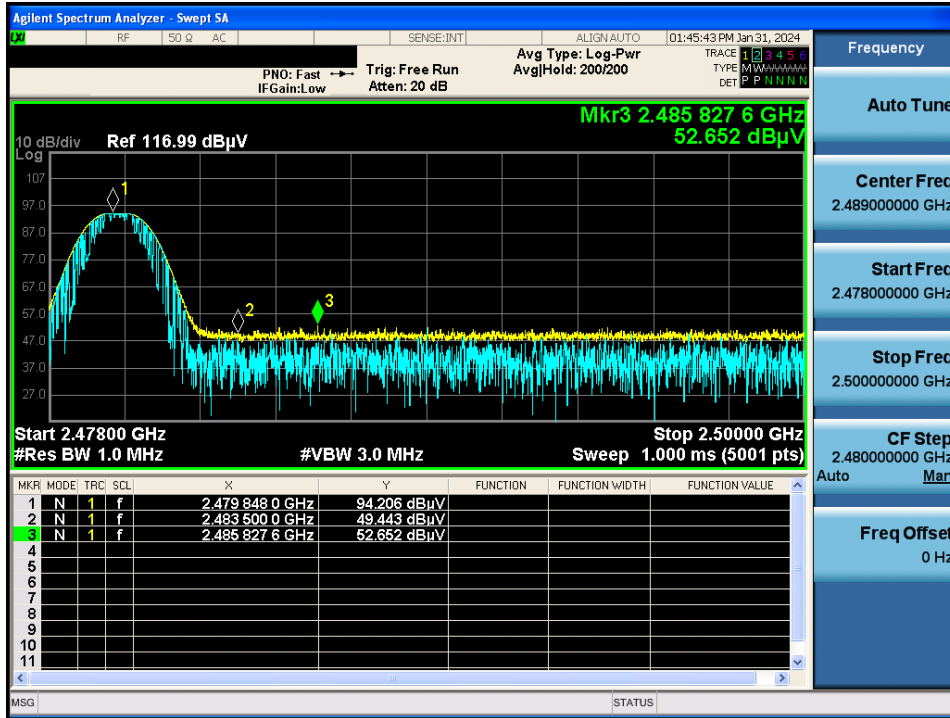 Agilent Spectrum Analyzer - Swept SA
LXI RF 50 Ω AC SENSE:INT ALIGN AUTO 01:45:43 PM Jan 31, 2024
PNO: Fast Trig: Free Run Avg Type: Log-Pwr TRACE 1 2 3 4 5 6
IFGain:Low Atten: 20 dB Avg|Hold: 200/200 TYPE MWWWWW
DET P P N N N N
Mkr3 2.485 827 6 GHz
52.652 dBµV
10 dB/div Ref 116.99 dBµV
Log
107
97.0
87.0
77.0
67.0
57.0
47.0
37.0
27.0
1
2
3
Start 2.47800 GHz Stop 2.50000 GHz
#Res BW 1.0 MHz #VBW 3.0 MHz Sweep 1.000 ms (5001 pts)
MKR MODE TRC SCL X Y FUNCTION FUNCTION WIDTH FUNCTION VALUE
1 N 1 f 2.479 848 0 GHz 94.206 dBµV
2 N 1 f 2.483 500 0 GHz 49.443 dBµV
3 N 1 f 2.485 827 6 GHz 52.652 dBµV
4
5
6
7
8
9
10
11
MSG STATUS
Frequency
Auto Tune
Center Freq
2.489000000 GHz
Start Freq
2.478000000 GHz
Stop Freq
2.500000000 GHz
CF Step
2.480000000 GHz
Auto Man
Freq Offset
0 Hz